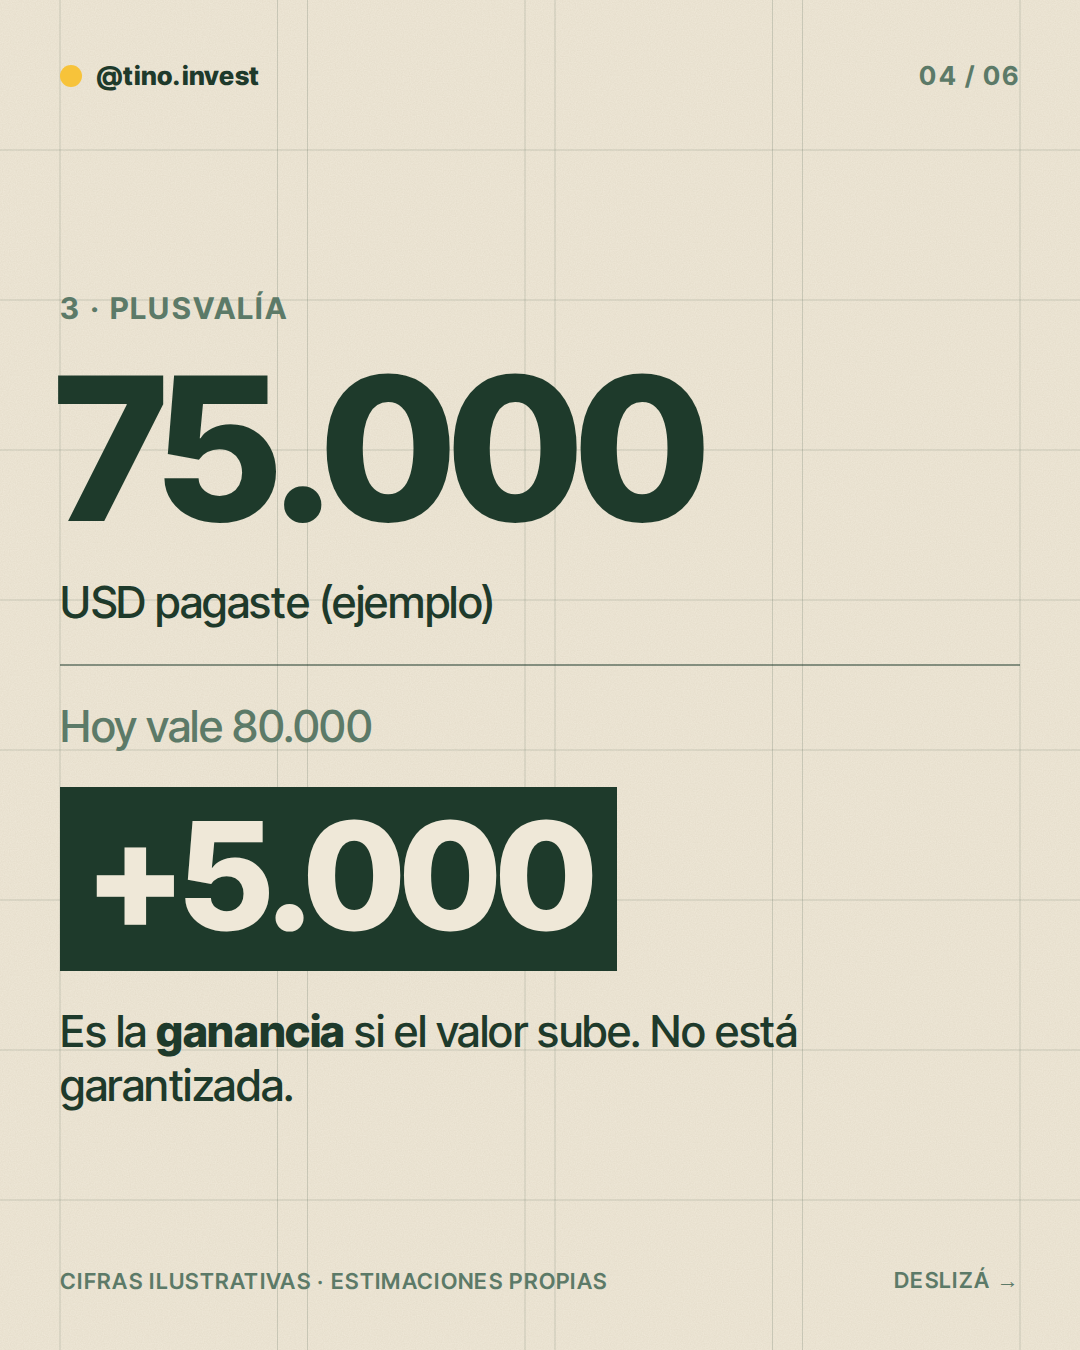 @tino.invest
04 / 06
3 · PLUSVALÍA
75.000
USD pagaste (ejemplo)
Hoy vale 80.000
+5.000
Es la ganancia si el valor sube. No está
garantizada.
CIFRAS ILUSTRATIVAS · ESTIMACIONES PROPIAS
DESLIZÁ →